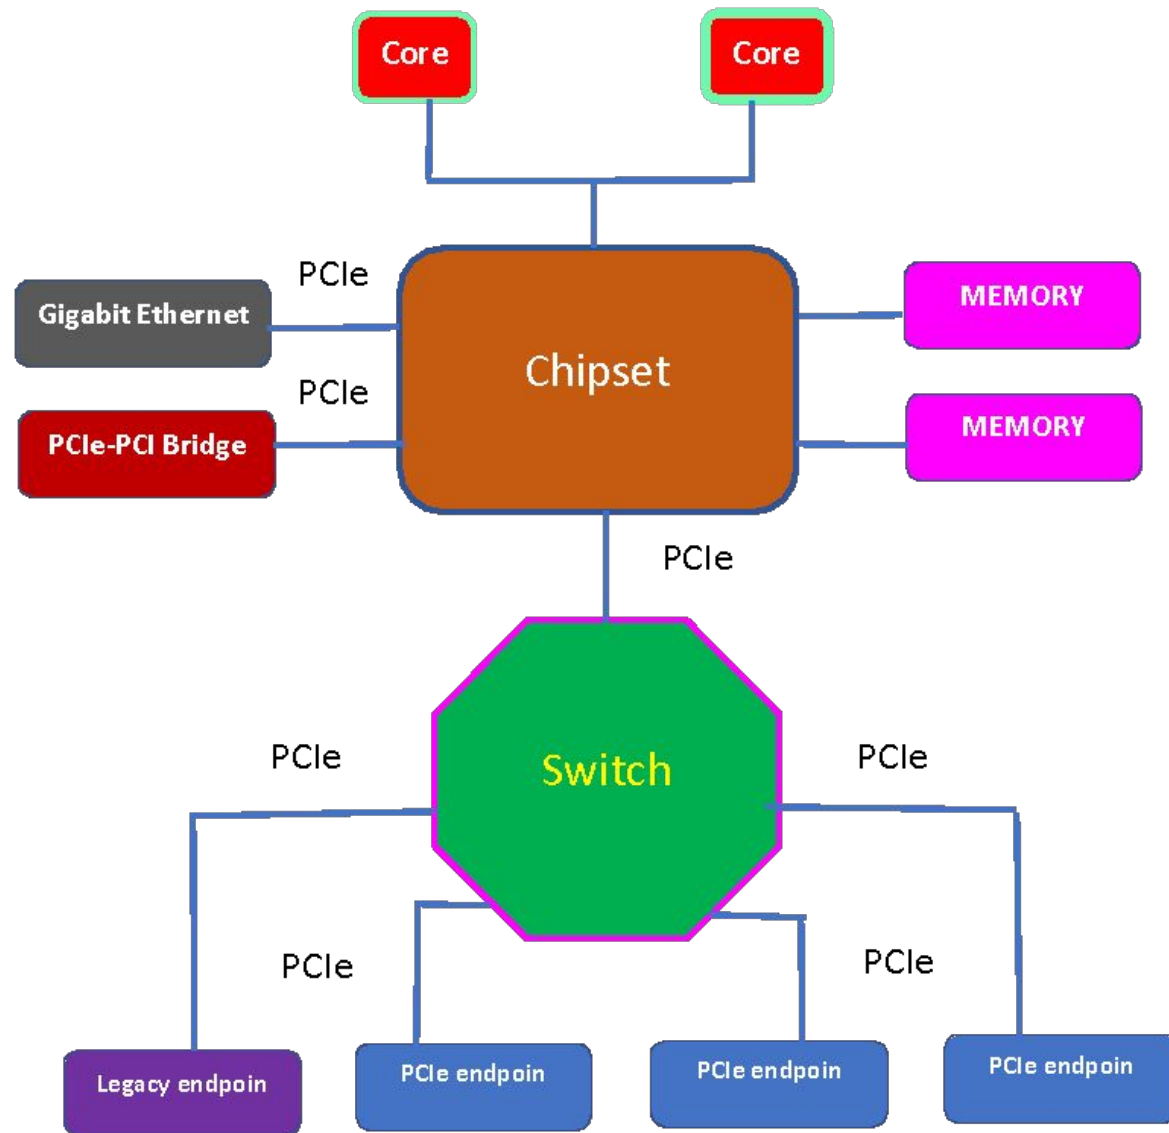 Core
Core
PCIe
Gigabit Ethernet
MEMORY
Chipset
PCIe
PCIe-PCI Bridge
MEMORY
PCIe
Switch
PCIe
PCIe
PCIe
PCIe
Legacy endpoin
PCIe endpoin
PCIe endpoin
PCIe endpoin